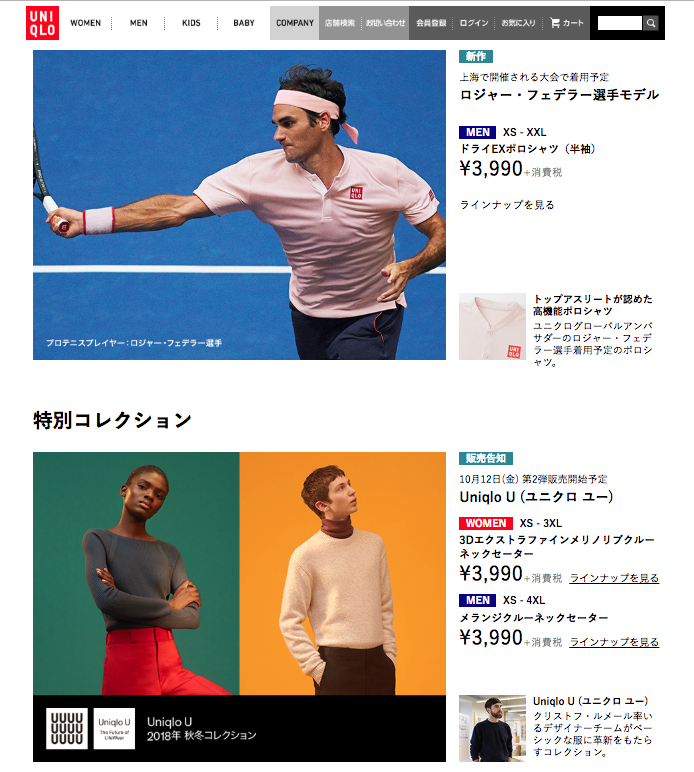 UNI
QLO
WOMEN
MEN
KIDS
BABY
COMPANY
店舗検索
お問い合わせ
会員登録
ログイン
お気に入り
カート
UNI
QLO
プロテニスプレイヤー：ロジャー・フェデラー選手
新作
上海で開催される大会で着用予定
ロジャー・フェデラー選手モデル
MEN XS - XXL
ドライEXポロシャツ（半袖）
¥3,990+消費税
ラインナップを見る
UNI
QLO
トップアスリートが認めた
高機能ポロシャツ
ユニクログローバルアンバ
サダーのロジャー・フェデ
ラー選手着用予定のポロシ
ャツ。
特別コレクション
UUUU
UUUU
UUUU
Uniqlo U
The Future of
LifeWear
Uniqlo U
2018年 秋冬コレクション
販売告知
10月12日(金) 第2弾販売開始予定
Uniqlo U (ユニクロ ユー)
WOMEN XS - 3XL
3Dエクストラファインメリノリブクルー
ネックセーター
¥3,990+消費税 ラインナップを見る
MEN XS - 4XL
メランジクルーネックセーター
¥3,990+消費税 ラインナップを見る
Uniqlo U (ユニクロ ユー)
クリストフ・ルメール率い
るデザイナーチームがベー
シックな服に革新をもたら
すコレクション。